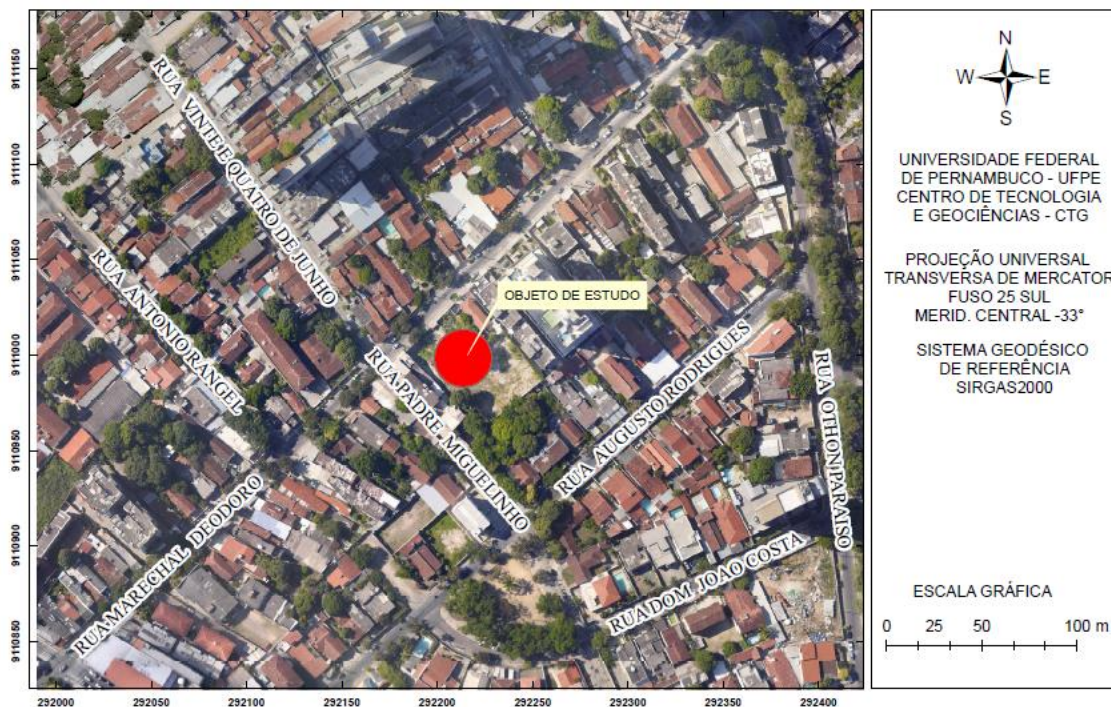 9111150
9111100
9111050
9111000
9110950
9110900
9110850
RUA VINTE E QUATRO DE JUNHO
RUA ANTONIO RANGEL
OBJETO DE ESTUDO
RUA PADRE. MIGUELINHO
RUA AUGUSTO RODRIGUES
RUA OTHON PARAISO
RUA MARECHAL DEODORO
RUA DOM JOAO COSTA
292000
292050
292100
292150
292200
292250
292300
292350
292400
N
W E
S
UNIVERSIDADE FEDERAL
DE PERNAMBUCO - UFPE
CENTRO DE TECNOLOGIA
E GEOCIÊNCIAS - CTG
PROJEÇÃO UNIVERSAL
TRANSVERSA DE MERCATOR
FUSO 25 SUL
MERID. CENTRAL -33°
SISTEMA GEODÉSICO
DE REFERÊNCIA
SIRGAS2000
ESCALA GRÁFICA
0 25 50 100 m